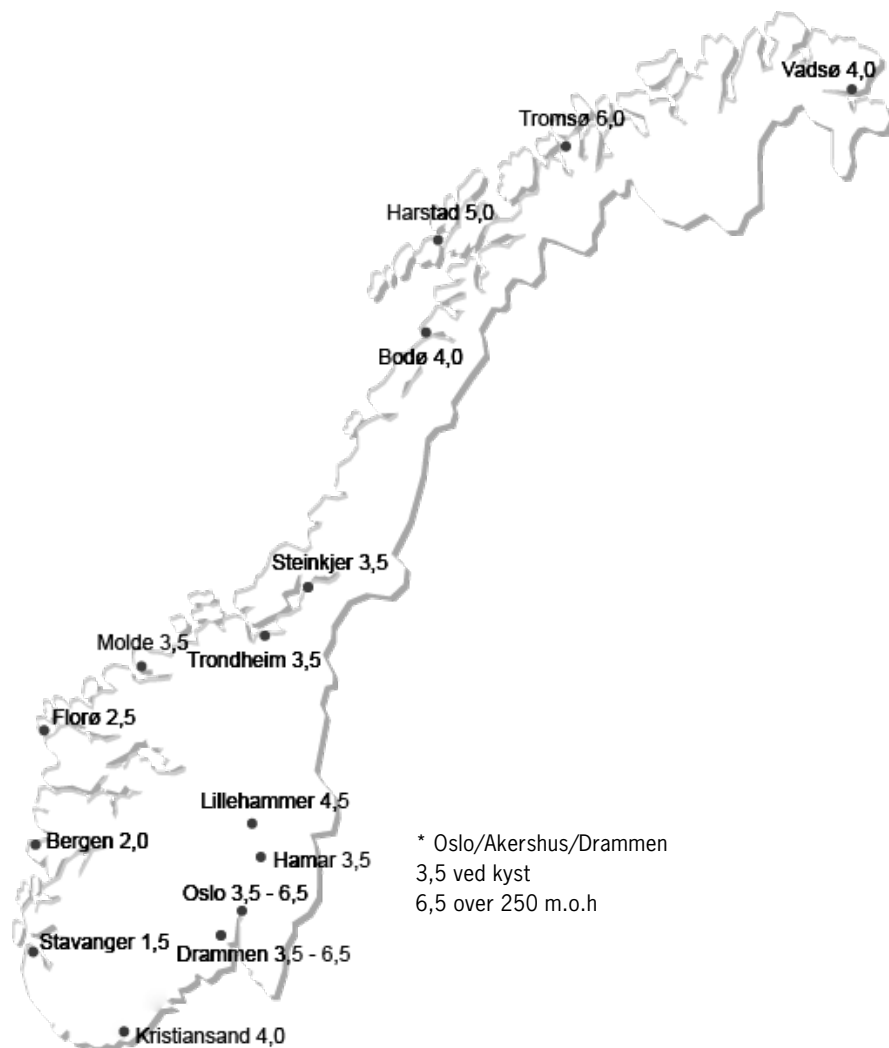 Vadsø 4,0
Tromsø 6,0
Harstad 5,0
Bodø 4,0
Steinkjer 3,5
Molde 3,5
Trondheim 3,5
Florø 2,5
Lillehammer 4,5
Bergen 2,0
Hamar 3,5
* Oslo/Akershus/Drammen
3,5 ved kyst
6,5 over 250 m.o.h
Oslo 3,5 - 6,5
Stavanger 1,5
Drammen 3,5 - 6,5
Kristiansand 4,0